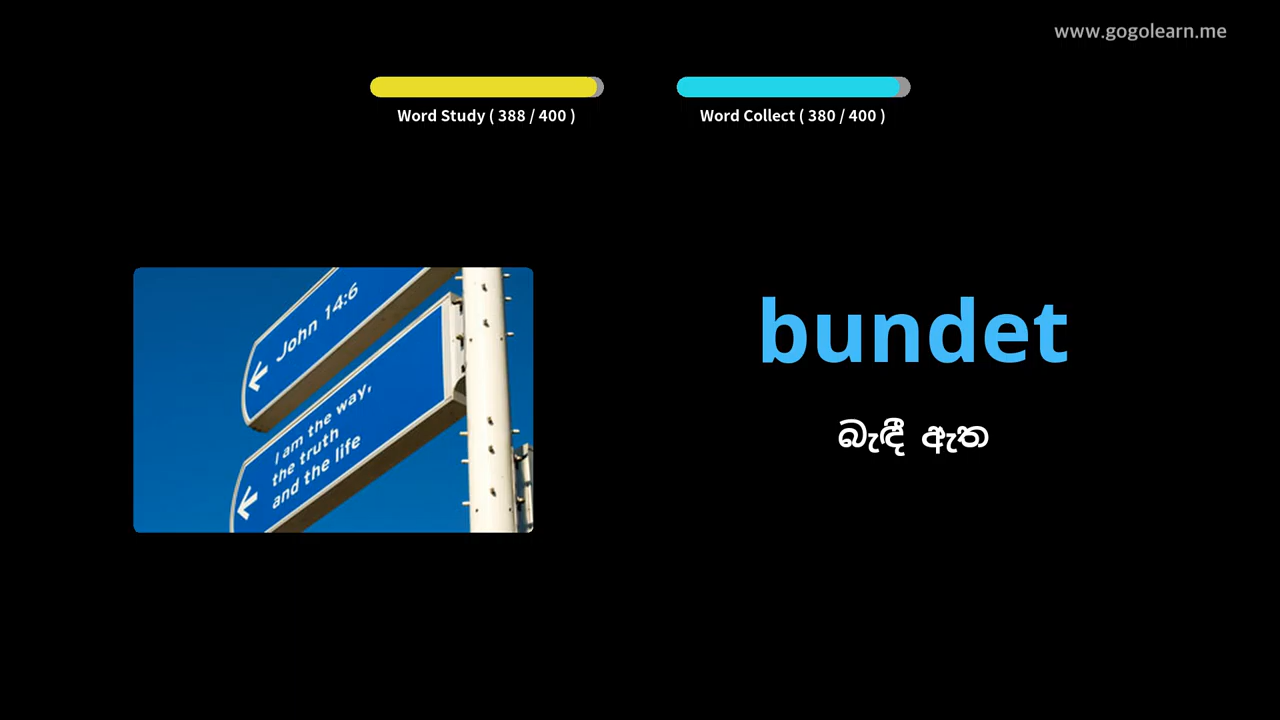 www.gogolearn.me
Word Study ( 388 / 400 )
Word Collect ( 380 / 400 )
John 14:6
I am the way,
the truth
and the life
bundet
බැඳී ඇත